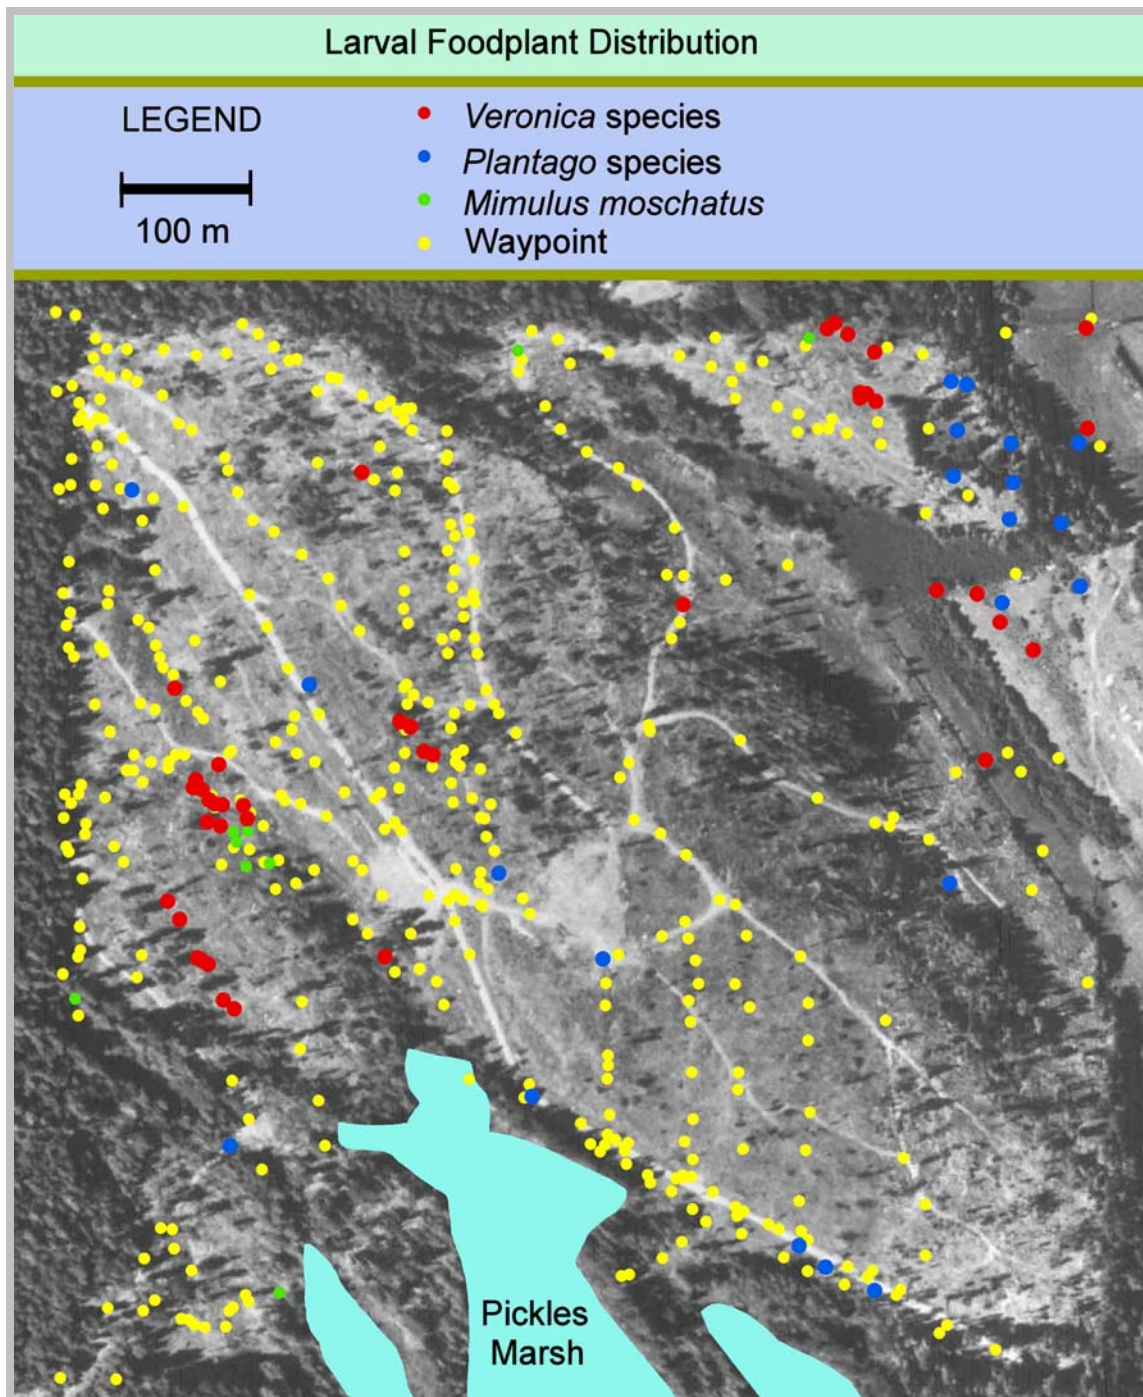 Larval Foodplant Distribution
LEGEND
100 m
Veronica species
Plantago species
Mimulus moschatus
Waypoint
Pickles
Marsh